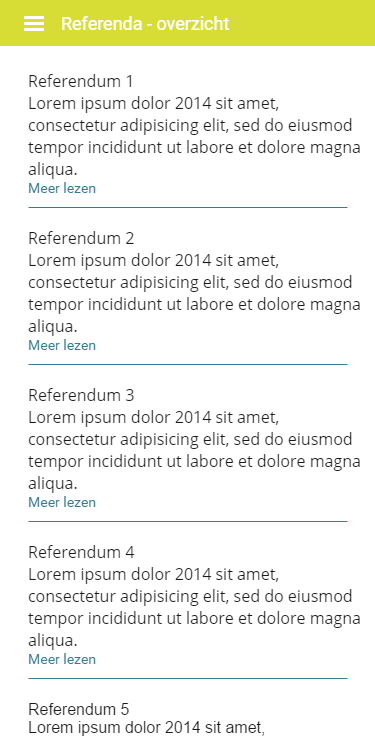 Referenda - overzicht
Referendum 1
Lorem ipsum dolor 2014 sit amet,
consectetur adipisicing elit, sed do eiusmod
tempor incididunt ut labore et dolore magna
aliqua.
Meer lezen
Referendum 2
Lorem ipsum dolor 2014 sit amet,
consectetur adipisicing elit, sed do eiusmod
tempor incididunt ut labore et dolore magna
aliqua.
Meer lezen
Referendum 3
Lorem ipsum dolor 2014 sit amet,
consectetur adipisicing elit, sed do eiusmod
tempor incididunt ut labore et dolore magna
aliqua.
Meer lezen
Referendum 4
Lorem ipsum dolor 2014 sit amet,
consectetur adipisicing elit, sed do eiusmod
tempor incididunt ut labore et dolore magna
aliqua.
Meer lezen
Referendum 5
Lorem ipsum dolor 2014 sit amet,